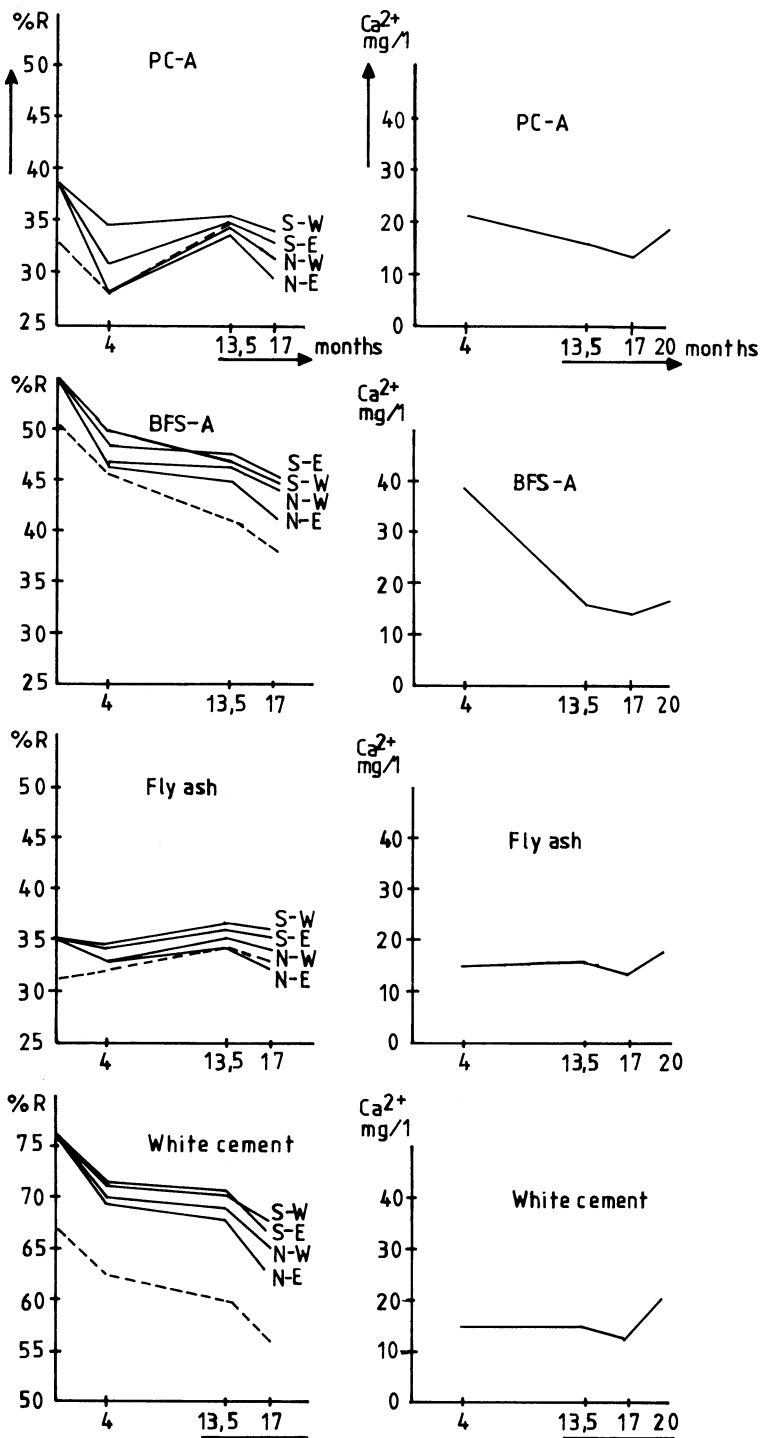 %R
PC-A
50
45
40
35
30
25
S-W
S-E
N-W
N-E
4 13,5 17 months
Ca2+
mg/1
PC-A
40
30
20
10
0
4 13,5 17 20 months
%R
BFS-A
50
45
40
35
30
25
S-E
S-W
N-W
N-E
4 13,5 17
Ca2+
mg/1
BFS-A
40
30
20
10
0
4 13,5 17 20
%R
Fly ash
50
45
40
35
30
25
S-W
S-E
N-W
N-E
4 13,5 17
Ca2+
mg/1
Fly ash
40
30
20
10
0
4 13,5 17 20
%R
White cement
75
70
65
60
55
50
S-W
S-E
N-W
N-E
4 13,5 17
Ca2+
mg/1
White cement
40
30
20
10
0
4 13,5 17 20